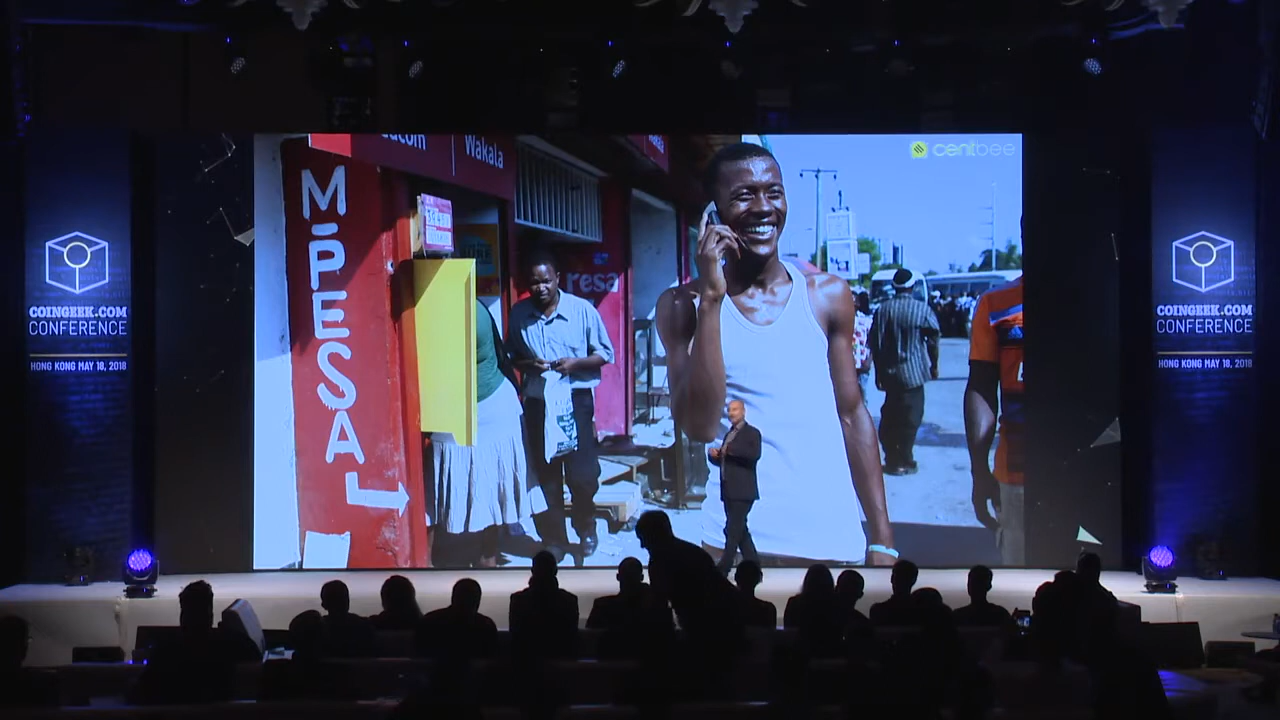 Wakala
centbee
M-PESA
resa
COINGEEK.COM
CONFERENCE
HONG KONG MAY 18, 2018
COINGEEK.COM
CONFERENCE
HONG KONG MAY 18, 2018